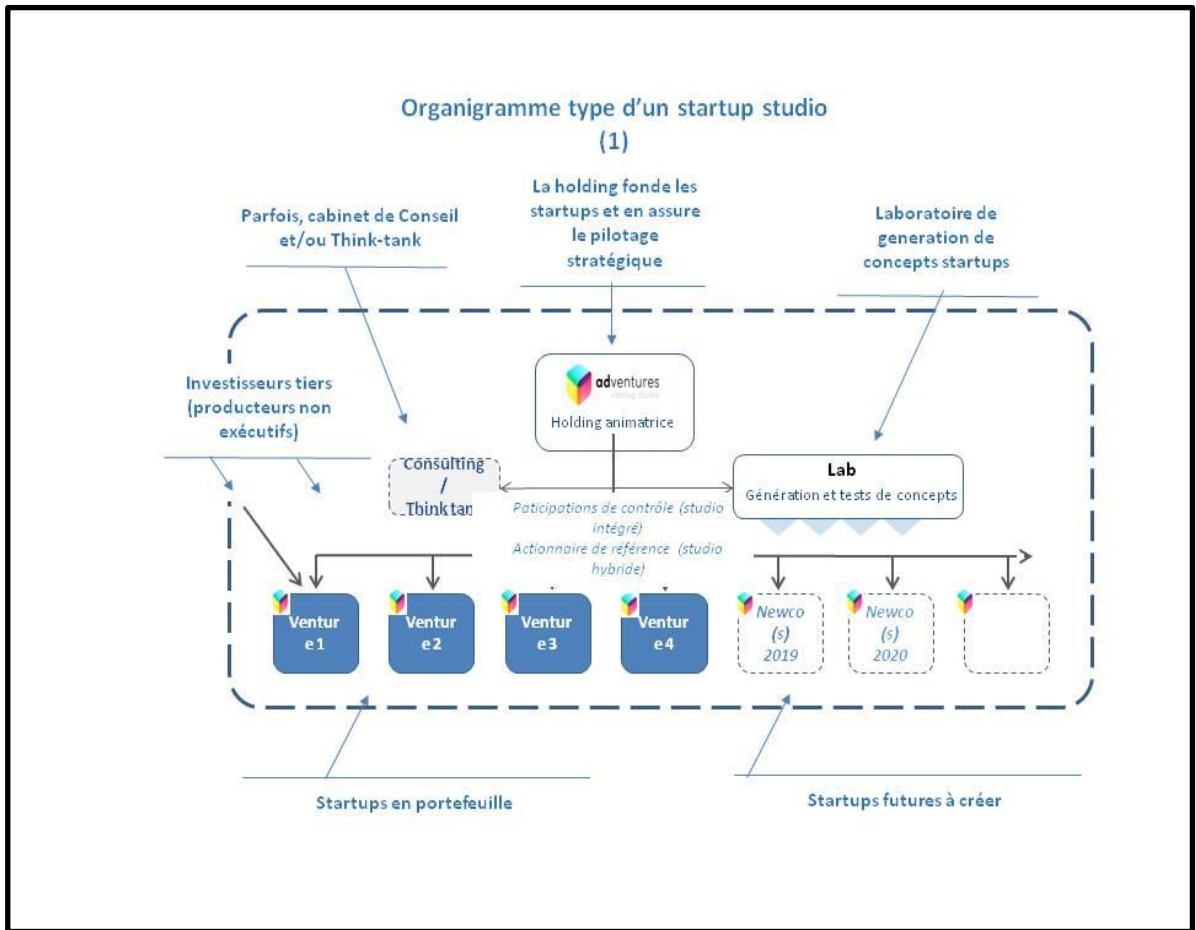 Organigramme type d'un startup studio
(1)
La holding fonde les
startups et en assure
le pilotage
stratégique
Parfois, cabinet de Conseil
et/ou Think-tank
Laboratoire de
generation de
concepts startups
Investisseurs tiers
(producteurs non
exécutifs)
adventures
startup studio
Holding animatrice
Consulting
/
Think tan
Lab
Génération et tests de concepts
Paticipations de contrôle (studio
intégré)
Actionnaire de référence (studio
hybride)
Ventur
e1
Ventur
e2
Ventur
e3
Ventur
e4
Newco
(s)
2019
Newco
(s)
2020
Startups en portefeuille
Startups futures à créer